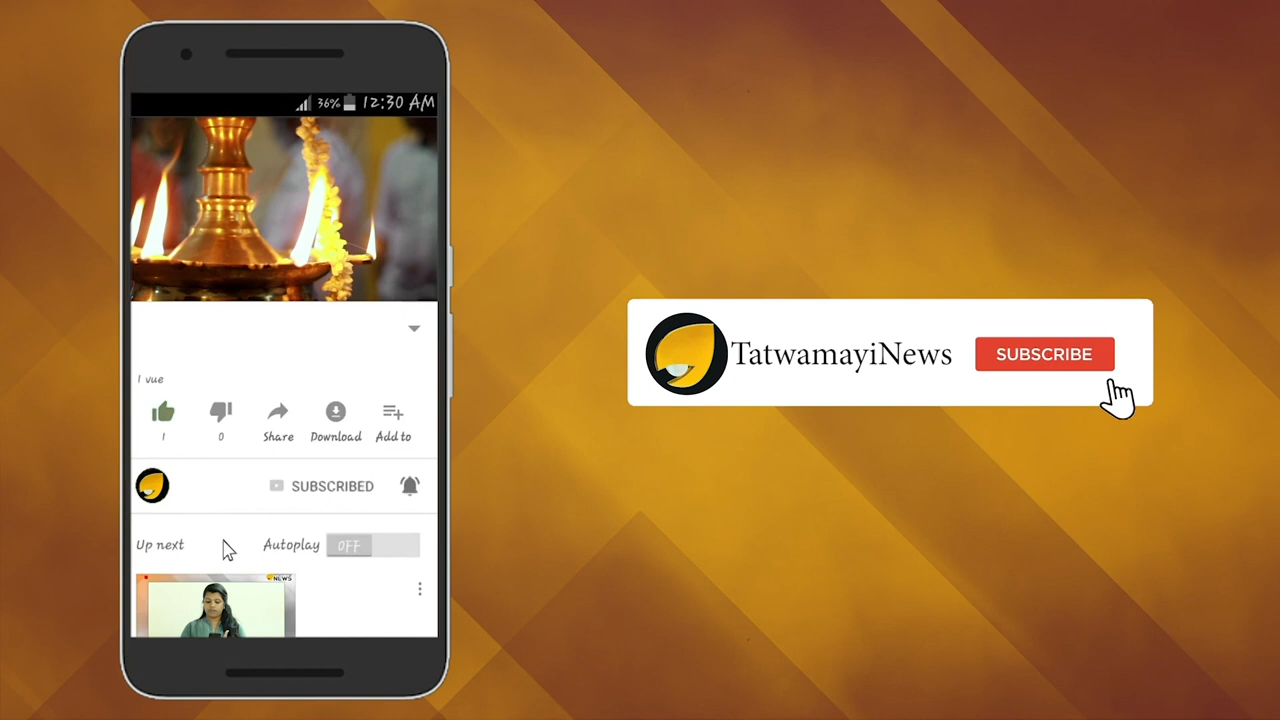 36% 12:30 AM
1 vue
1 0 Share Download Add to
SUBSCRIBED
Up next Autoplay OFF
NEWS
TatwamayiNews SUBSCRIBE